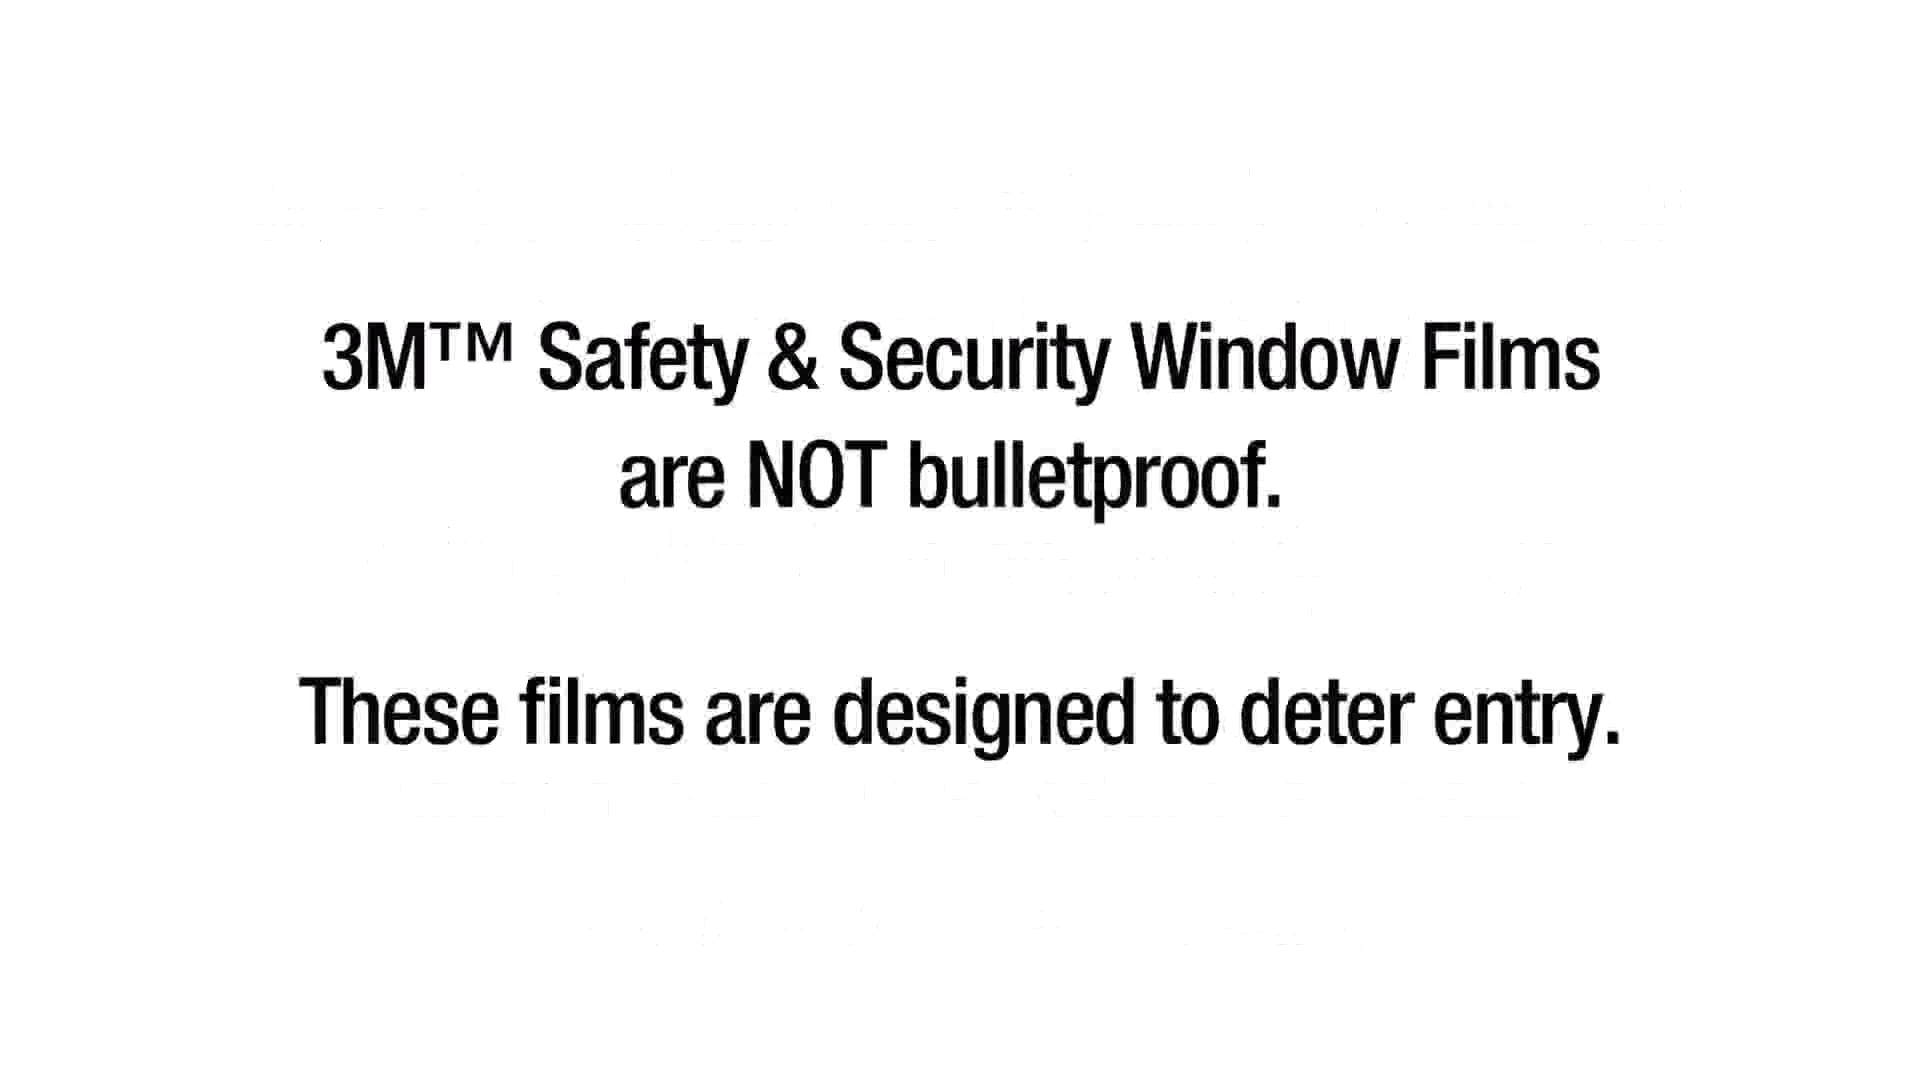 3M™ Safety & Security Window Films
are NOT bulletproof.
These films are designed to deter entry.